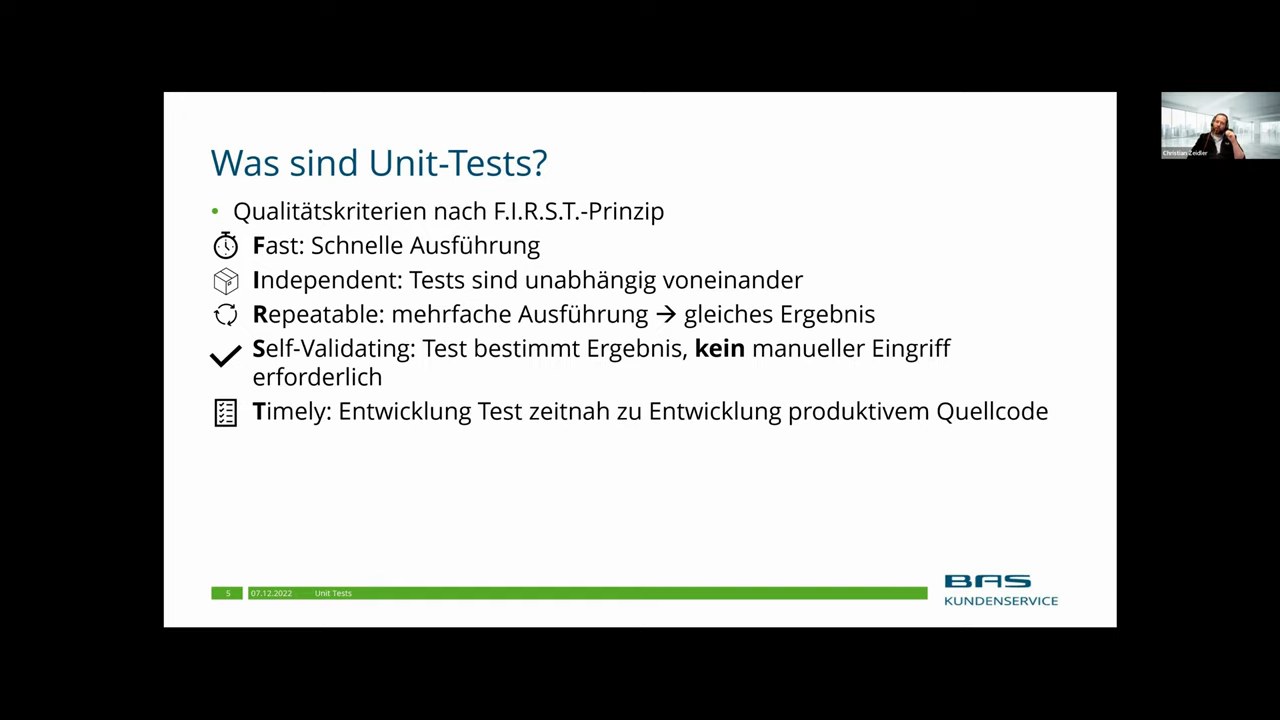 Was sind Unit-Tests?
• Qualitätskriterien nach F.I.R.S.T.-Prinzip
Fast: Schnelle Ausführung
Independent: Tests sind unabhängig voneinander
Repeatable: mehrfache Ausführung → gleiches Ergebnis
Self-Validating: Test bestimmt Ergebnis, kein manueller Eingriff
erforderlich
Timely: Entwicklung Test zeitnah zu Entwicklung produktivem Quellcode
5 07.12.2022 Unit Tests
BAS
KUNDENSERVICE
Christian Zeidler